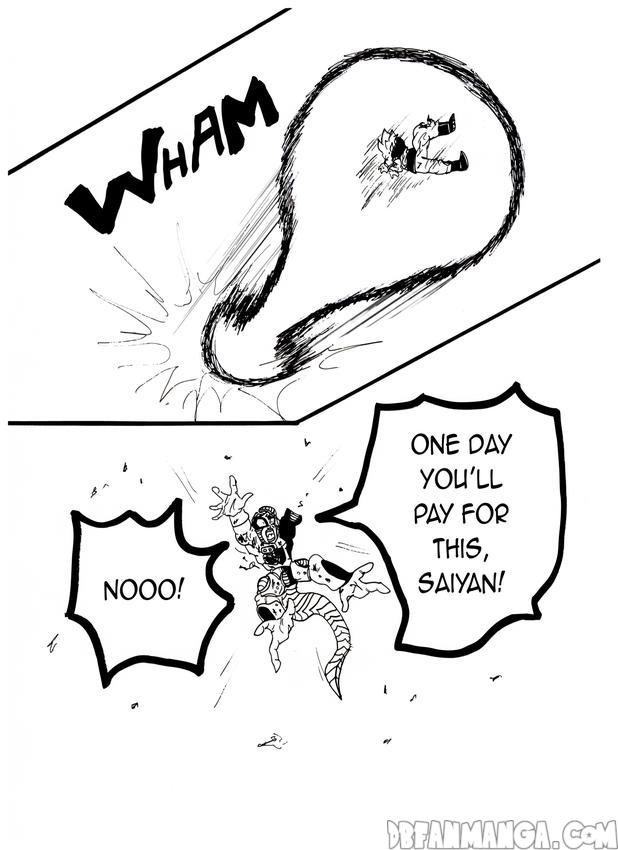 WHAM
ONE DAY
YOU'LL
PAY FOR
THIS,
SAIYAN!
NOOO!
DBFANMANGA.COM